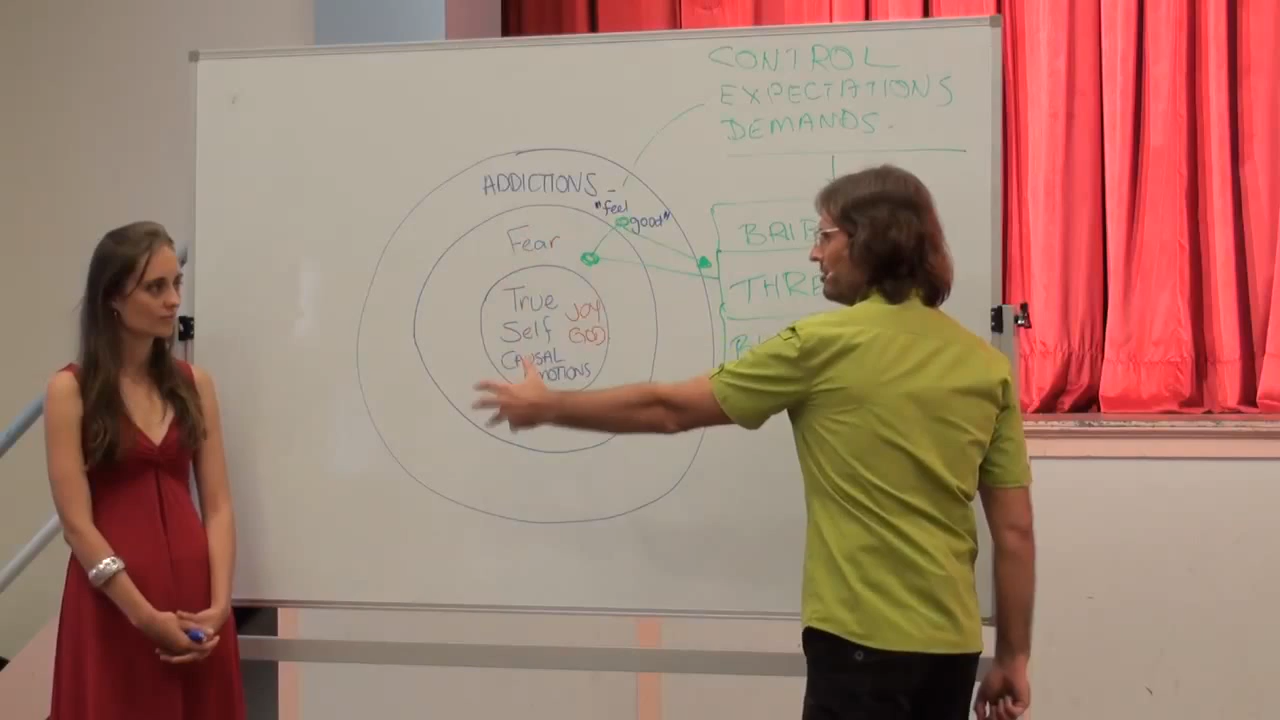 CONTROL
EXPECTATIONS
DEMANDS.
ADDICTIONS -
"feel
good"
Fear
True
Self
JOY
GOD
CAUSAL